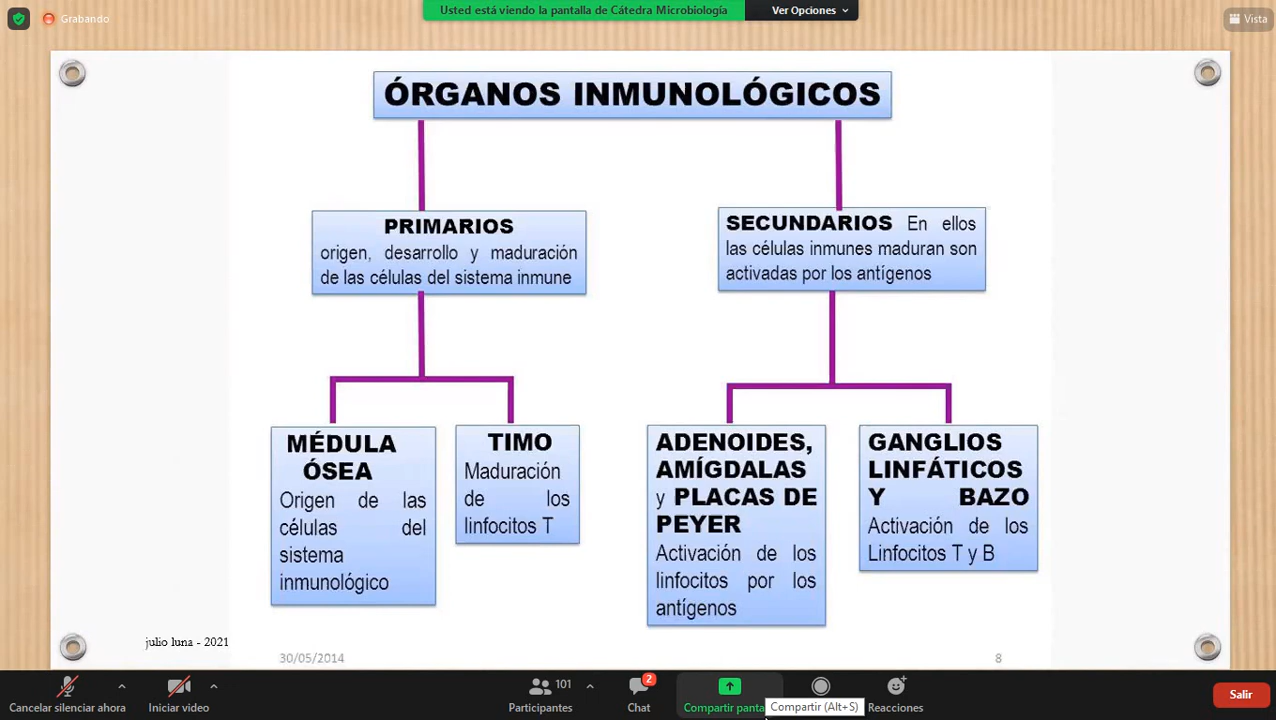 Grabando
Usted está viendo la pantalla de Cátedra Microbiología
Ver Opciones
Vista
ÓRGANOS INMUNOLÓGICOS
PRIMARIOS
origen, desarrollo y maduración
de las células del sistema inmune
SECUNDARIOS En ellos
las células inmunes maduran son
activadas por los antígenos
MÉDULA
ÓSEA
Origen de las
células del
sistema
inmunológico
TIMO
Maduración
de los
linfocitos T
ADENOIDES,
AMÍGDALAS
y PLACAS DE
PEYER
Activación de los
linfocitos por los
antígenos
GANGLIOS
LINFÁTICOS
Y BAZO
Activación de los
Linfocitos T y B
julio luna - 2021
30/05/2014
8
Cancelar silenciar ahora
Iniciar video
101
Participantes
2
Chat
Compartir panta
Compartir (Alt+S)
Reacciones
Salir